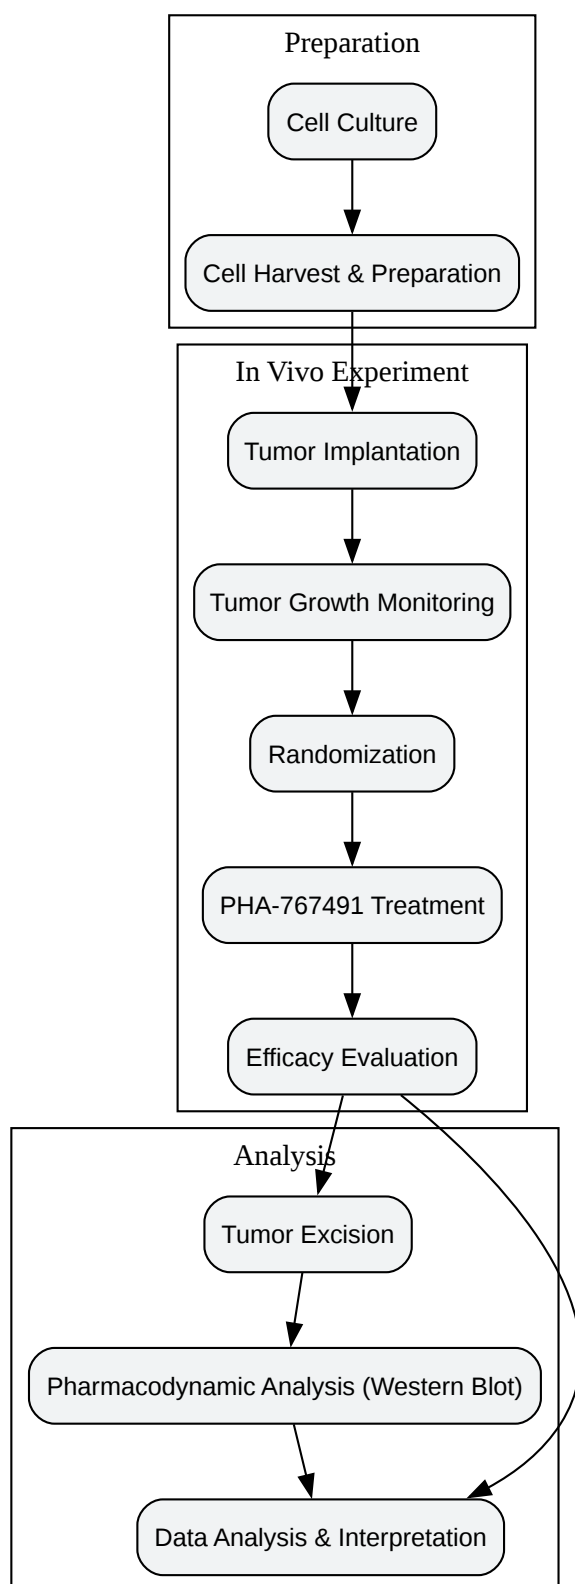 Preparation
Cell Culture
Cell Harvest & Preparation
In Vivo Experiment
Tumor Implantation
Tumor Growth Monitoring
Randomization
PHA-767491 Treatment
Efficacy Evaluation
Analysis
Tumor Excision
Pharmacodynamic Analysis (Western Blot)
Data Analysis & Interpretation